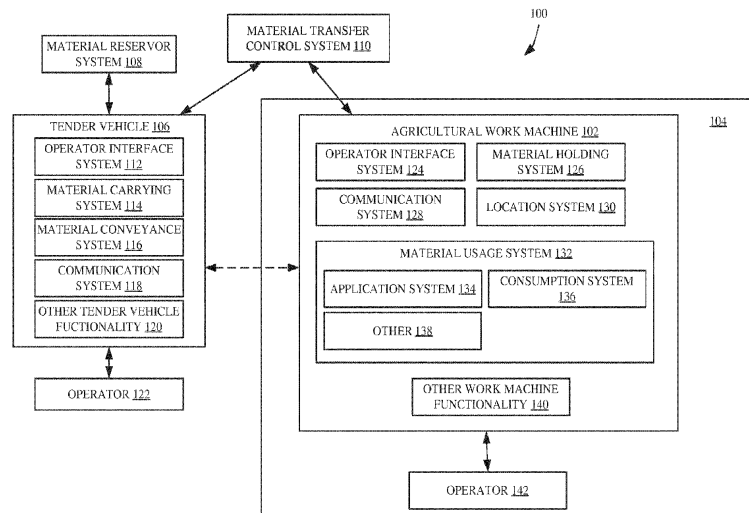 MATERIAL RESERVOR
SYSTEM 108
MATERIAL TRANSFER
CONTROL SYSTEM 110
100
TENDER VEHICLE 106
OPERATOR INTERFACE
SYSTEM 112
MATERIAL CARRYING
SYSTEM 114
MATERIAL CONVEYANCE
SYSTEM 116
COMMUNICATION
SYSTEM 118
OTHER TENDER VEHICLE
FUCTIONALITY 120
OPERATOR 122
104
AGRICULTURAL WORK MACHINE 102
OPERATOR INTERFACE
SYSTEM 124
MATERIAL HOLDING
SYSTEM 126
COMMUNICATION
SYSTEM 128
LOCATION SYSTEM 130
MATERIAL USAGE SYSTEM 132
APPLICATION SYSTEM 134
CONSUMPTION SYSTEM
136
OTHER 138
OTHER WORK MACHINE
FUNCTIONALITY 140
OPERATOR 142